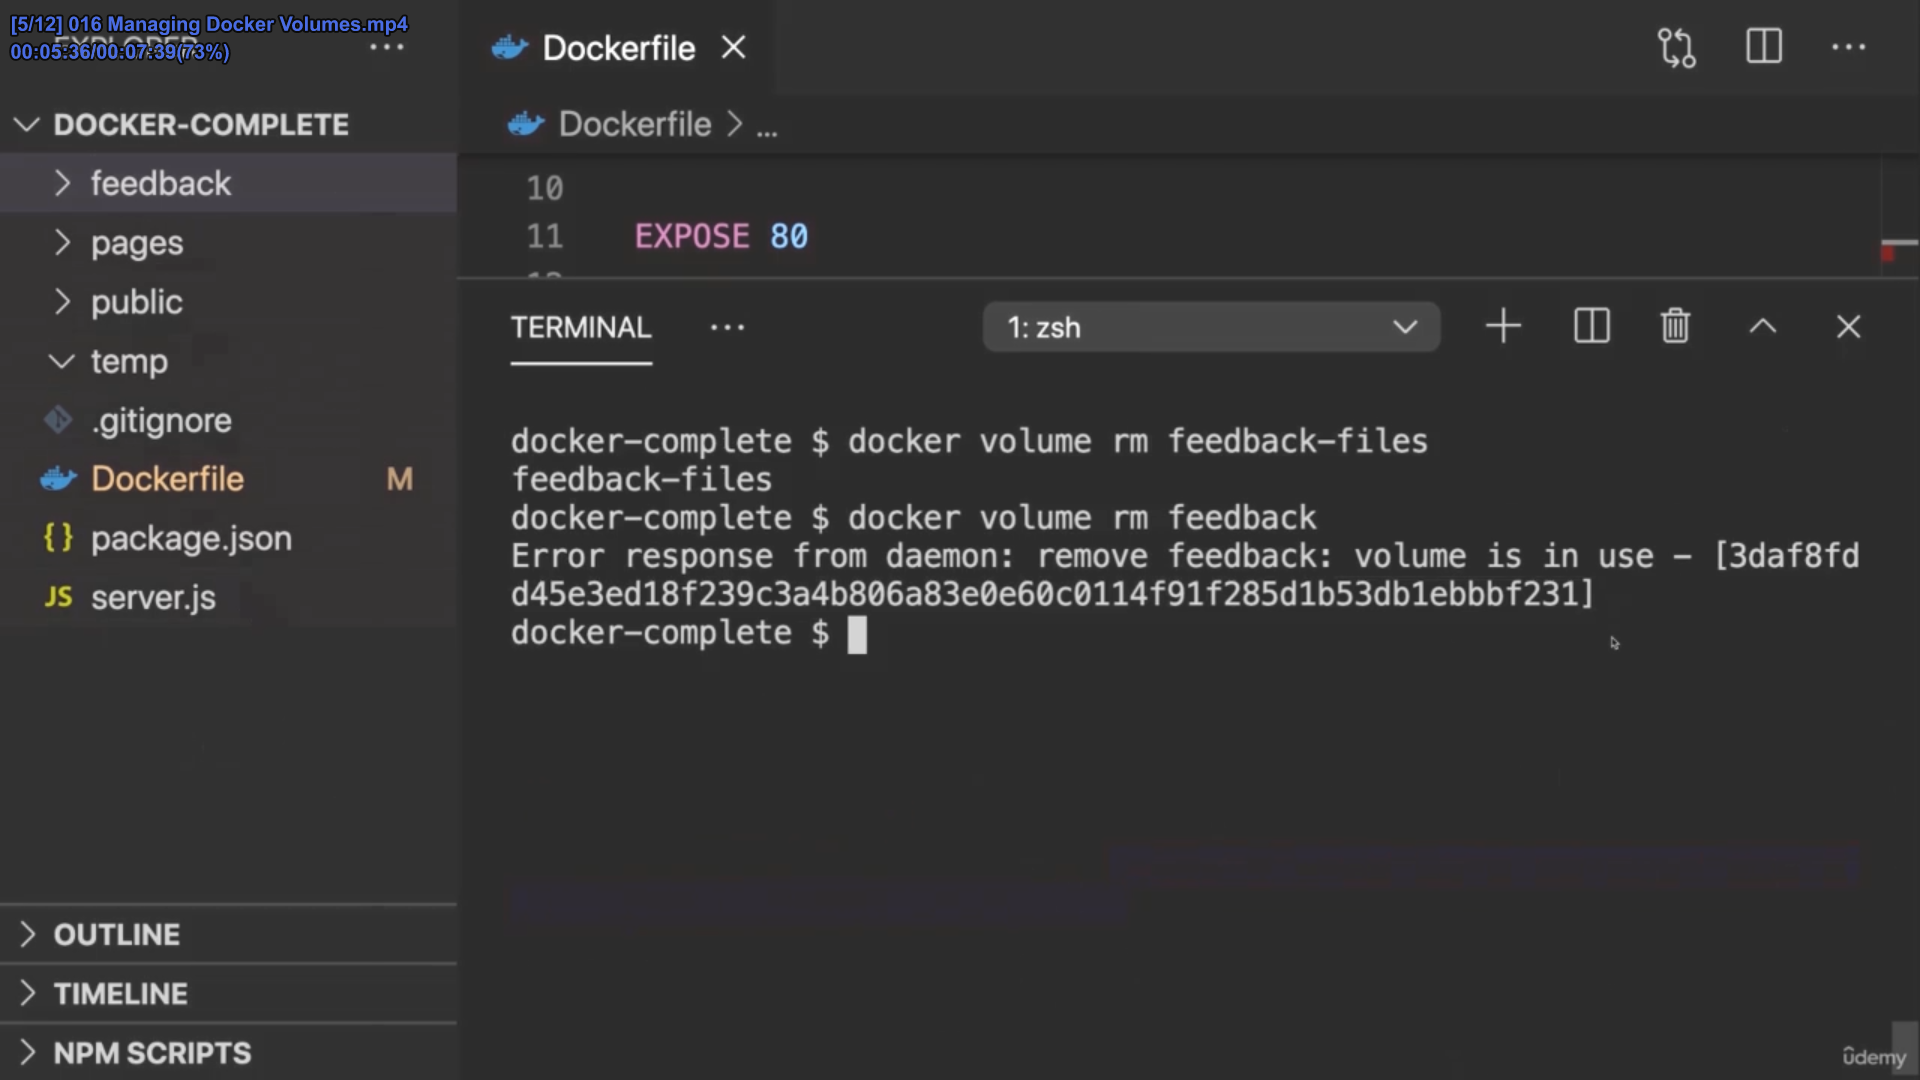 [5/12] 016 Managing Docker Volumes.mp4
00:05:36/00:07:39(73%)
EXPLORER
Dockerfile
DOCKER-COMPLETE
Dockerfile > ...
feedback
pages
public
temp
.gitignore
Dockerfile M
package.json
JS server.js
10
11 EXPOSE 80
TERMINAL
1: zsh
docker-complete $ docker volume rm feedback-files
feedback-files
docker-complete $ docker volume rm feedback
Error response from daemon: remove feedback: volume is in use - [3daf8fd
d45e3ed18f239c3a4b806a83e0e60c0114f91f285d1b53db1ebbbf231]
docker-complete $
OUTLINE
TIMELINE
NPM SCRIPTS
ûdemy